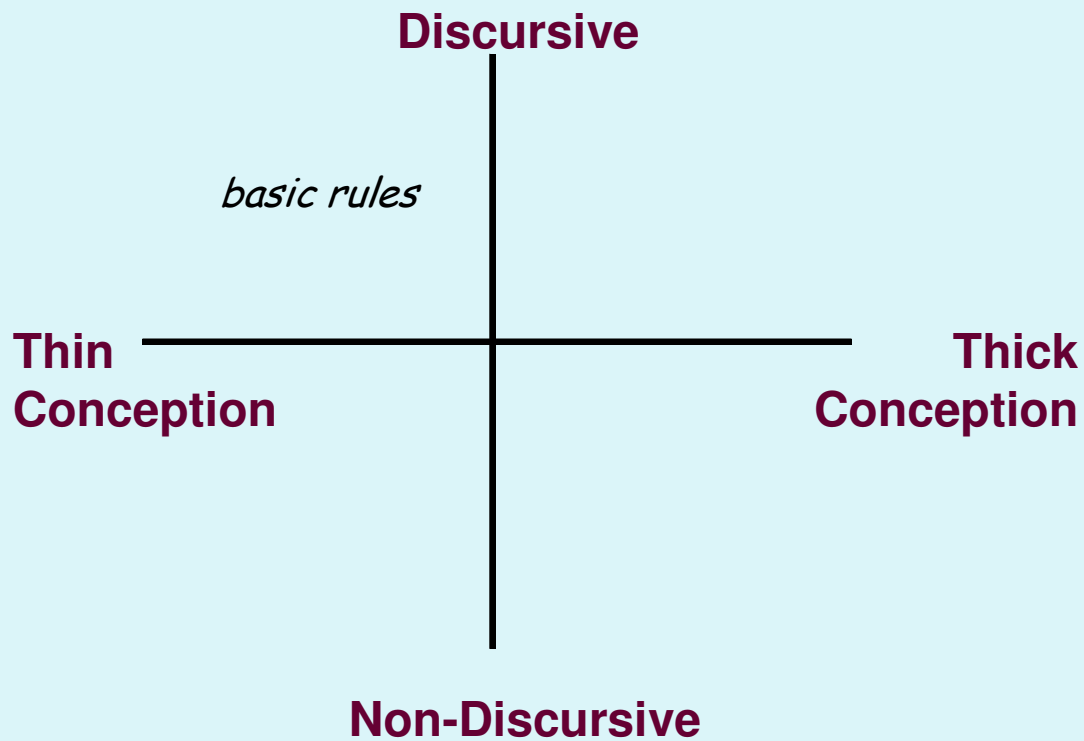 Discursive
basic rules
Thin
Conception
Thick
Conception
Non-Discursive